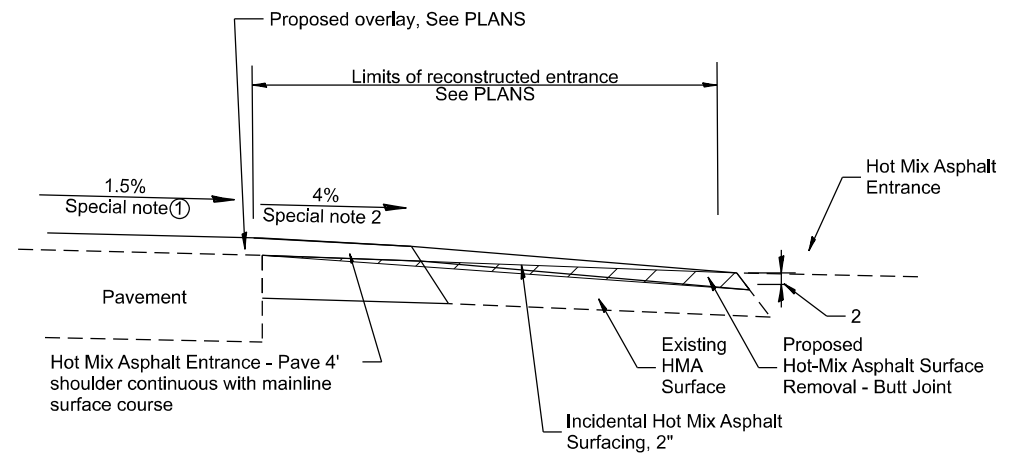 Proposed overlay, See PLANS
Limits of reconstructed entrance
See PLANS
Hot Mix Asphalt
Entrance
1.5%
Special note ①
4%
Special note 2
Pavement
2
Hot Mix Asphalt Entrance - Pave 4'
shoulder continuous with mainline
surface course
Existing
HMA
Surface
Proposed
Hot-Mix Asphalt Surface
Removal - Butt Joint
Incidental Hot Mix Asphalt
Surfacing, 2"